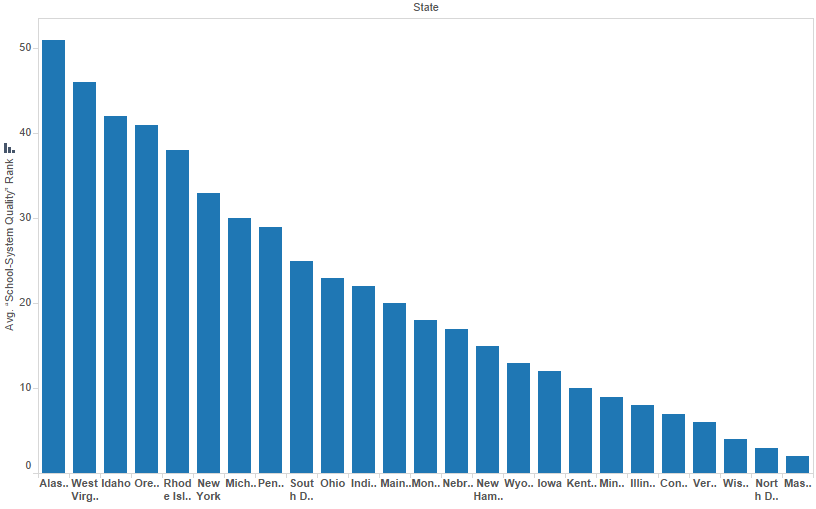 State
50
40
30
20
10
0
Avg. “School-System Quality” Rank
Alas..
West
Virg..
Idaho
Ore..
Rhod
e Isl..
New
York
Mich..
Pen..
Sout
h D..
Ohio
Indi..
Main..
Mon..
Nebr..
New
Ham..
Wyo..
Iowa
Kent..
Min..
Illin..
Con..
Ver..
Wis..
Nort
h D..
Mas..